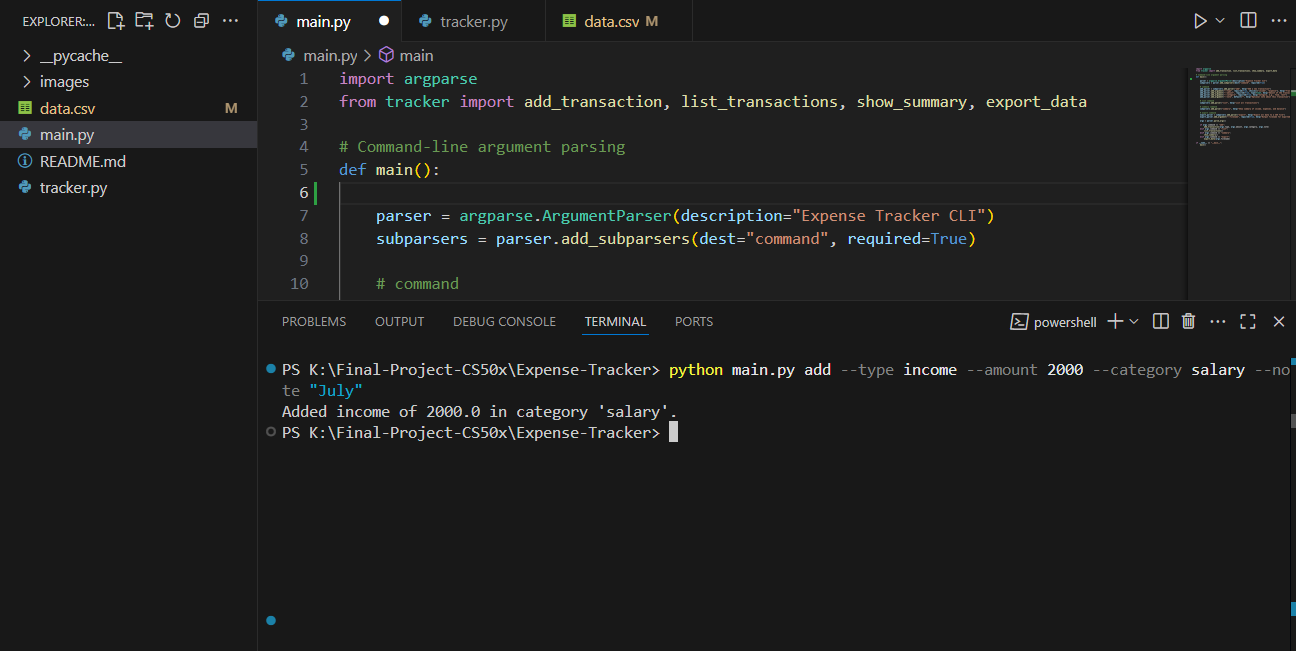 EXPLORER:...
__pycache__
images
data.csv M
main.py
README.md
tracker.py
main.py tracker.py data.csv M
main.py > main
1 import argparse
2 from tracker import add_transaction, list_transactions, show_summary, export_data
3
4 # Command-line argument parsing
5 def main():
6
7 parser = argparse.ArgumentParser(description="Expense Tracker CLI")
8 subparsers = parser.add_subparsers(dest="command", required=True)
9
10 # command
PROBLEMS OUTPUT DEBUG CONSOLE TERMINAL PORTS powershell
PS K:\Final-Project-CS50x\Expense-Tracker> python main.py add --type income --amount 2000 --category salary --no
te "July"
Added income of 2000.0 in category 'salary'.
PS K:\Final-Project-CS50x\Expense-Tracker>